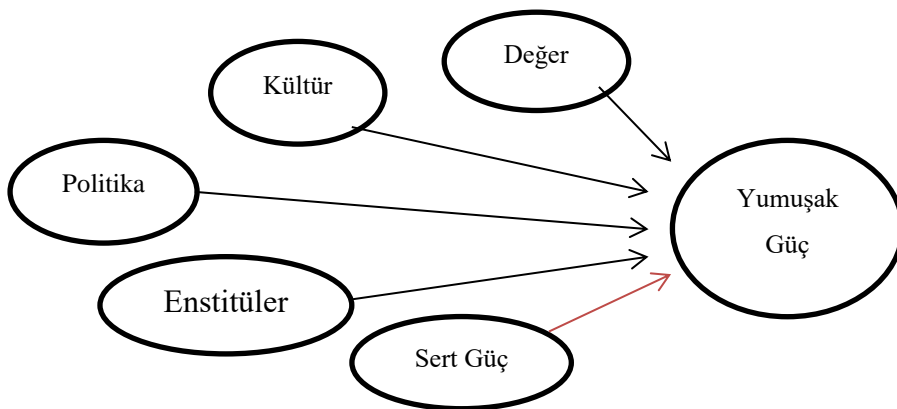 Değer
Kültür
Politika
Yumuşak
Güç
Enstitüler
Sert Güç